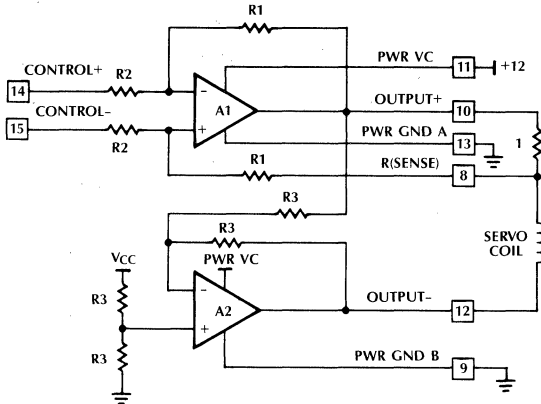 R1
PWR VC
11
+12
CONTROL+
14
R2
A1
OUTPUT+
10
CONTROL−
15
R2
PWR GND A
13
1
R1
R(SENSE)
8
R3
R3
SERVO
COIL
VCC
PWR VC
R3
A2
OUTPUT−
12
R3
PWR GND B
9